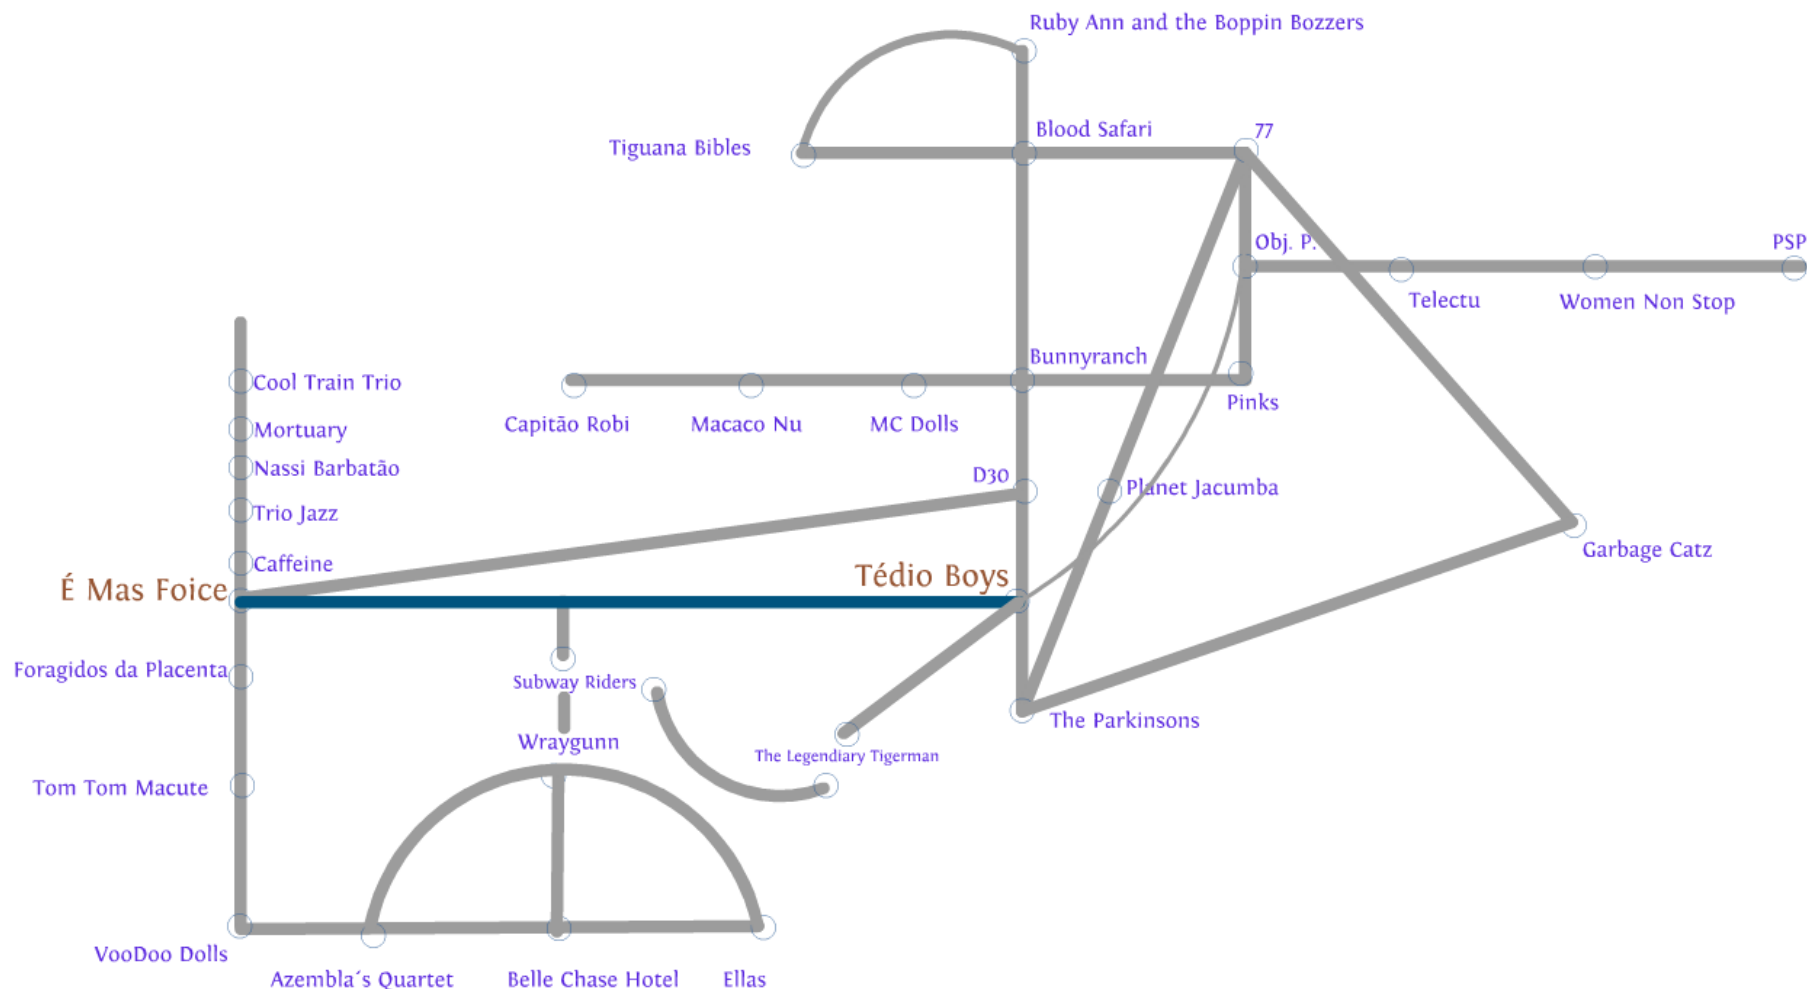 Ruby Ann and the Boppin Bozzers
Blood Safari
77
Tiguana Bibles
Obj. P.
PSP
Telectu
Women Non Stop
Bunnyranch
Cool Train Trio
Pinks
Capitão Robi
Macaco Nu
MC Dolls
Mortuary
Nassi Barbatão
D30
Planet Jacumba
Trio Jazz
Garbage Catz
Caffeine
É Mas Foice
Tédio Boys
Foragidos da Placenta
Subway Riders
The Parkinsons
Wraygunn
The Legendiary Tigerman
Tom Tom Macute
VooDoo Dolls
Azembla´s Quartet
Belle Chase Hotel
Ellas